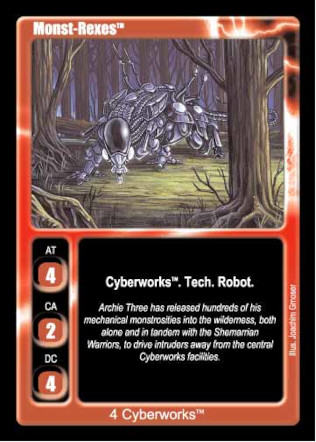 Monst-Rexes™
AT
4
CA
2
DC
4
Cyberworks™. Tech. Robot.
Archie Three has released hundreds of his
mechanical monstrosities into the wilderness, both
alone and in tandem with the Shemarrian
Warriors, to drive intruders away from the central
Cyberworks facilities.
Illus. Joachim Gmoser
4 Cyberworks™